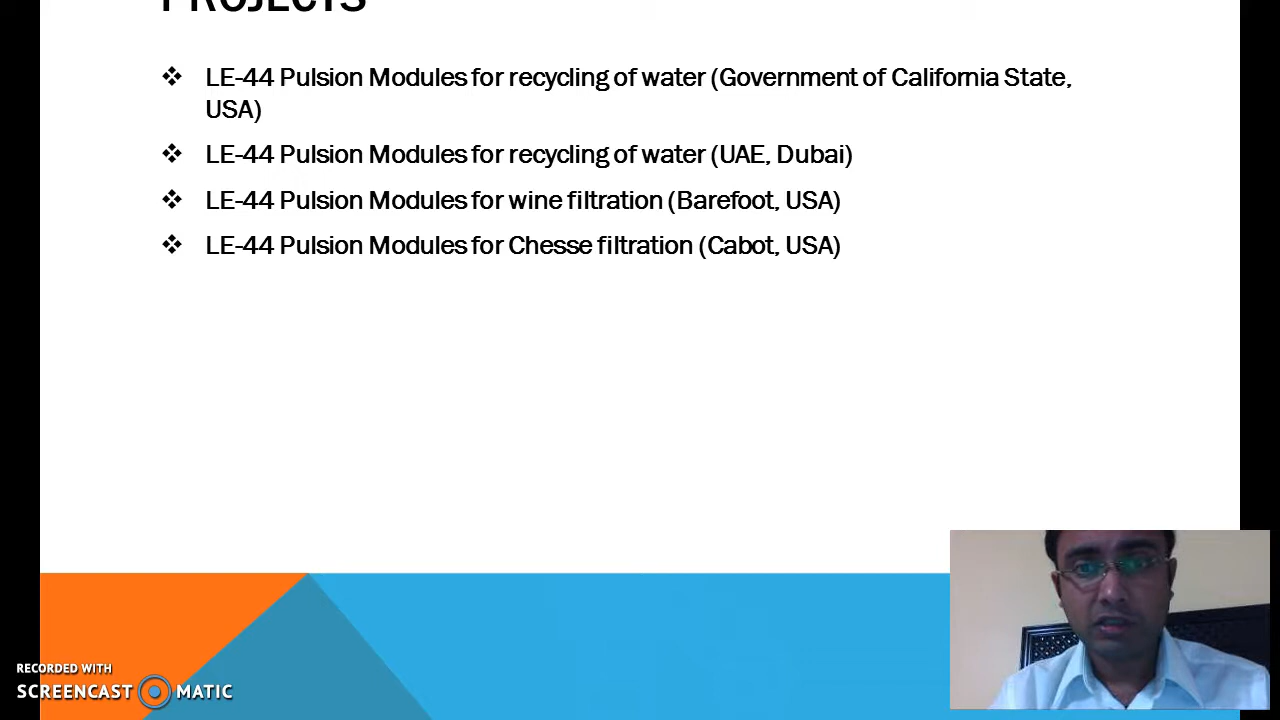 PROJECTS
❖ LE-44 Pulsion Modules for recycling of water (Government of California State,
USA)
❖ LE-44 Pulsion Modules for recycling of water (UAE, Dubai)
❖ LE-44 Pulsion Modules for wine filtration (Barefoot, USA)
❖ LE-44 Pulsion Modules for Chesse filtration (Cabot, USA)
RECORDED WITH
SCREENCAST MATIC